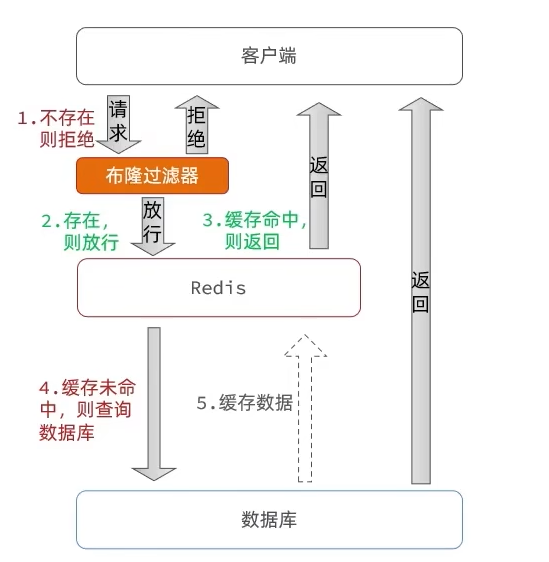 客户端
1.不存在
则拒绝
请
求
拒
绝
布隆过滤器
2.存在,
则放行
放
行
3.缓存命中,
则返回
返
回
Redis
返
回
4.缓存未命
中，则查询
数据库
5.缓存数据
数据库